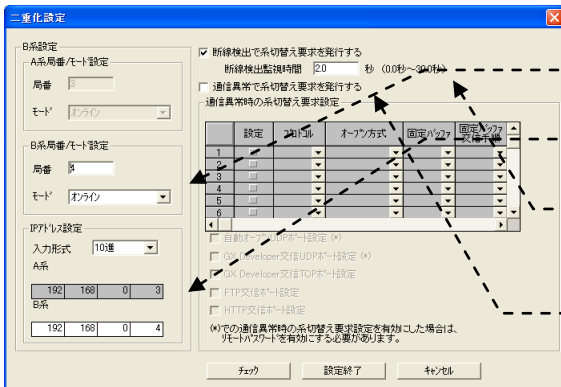 二重化設定
B系設定
A系局番/モード設定
局番 3
モード オンライン
B系局番/モード設定
局番 4
モード オンライン
IPアドレス設定
入力形式 10進
A系
192 168 0 3
B系
192 168 0 4
断線検出で系切替え要求を発行する
断線検出監視時間 2.0 秒 (0.0秒~30.0秒)
通信異常で系切替え要求を発行する
通信異常時の系切替え要求設定
設定 プロトコル オープン方式 固定バッファ 固定バッファ交信手順
1
2
3
4
5
6
自動オープンUDPポート設定 (*)
GX Developer交信UDPポート設定 (*)
GX Developer交信TCPポート設定
FTP交信ポート設定
HTTP交信ポート設定
(*)での通信異常時の系切替え要求設定を有効にした場合は、
リモートパスワードを有効にする必要があります。
チェック 設定終了 キャンセル